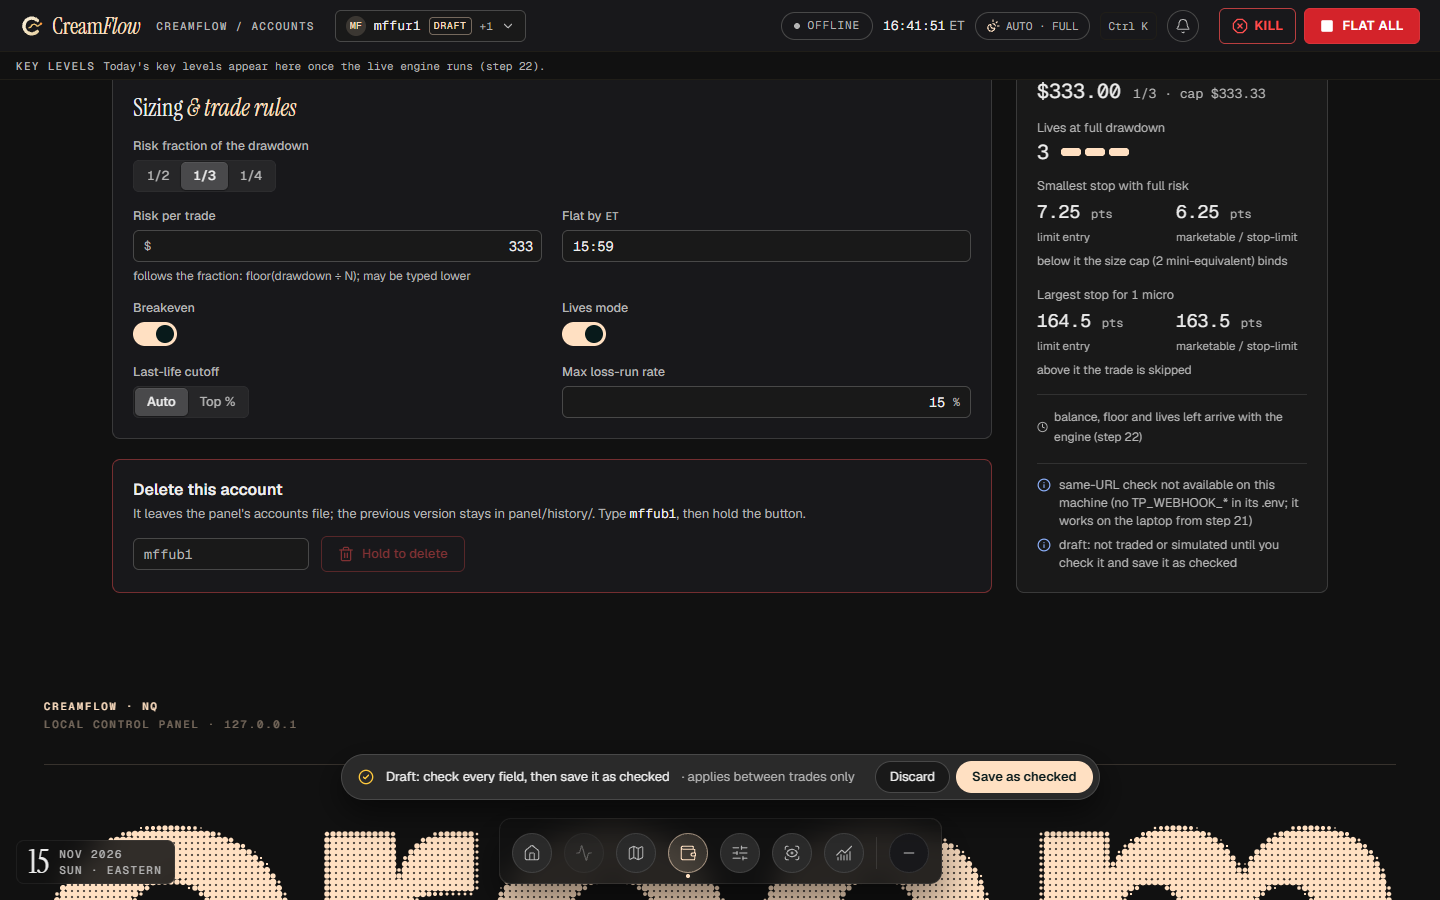 CreamFlow
CREAMFLOW / ACCOUNTS
MF mffur1 DRAFT +1
OFFLINE
16:41:51 ET
AUTO · FULL
Ctrl K
KILL
FLAT ALL
KEY LEVELS Today's key levels appear here once the live engine runs (step 22).
Sizing & trade rules
Risk fraction of the drawdown
1/2 1/3 1/4
Risk per trade
$ 333
follows the fraction: floor(drawdown ÷ N); may be typed lower
Flat by ET
15:59
Breakeven
Lives mode
Last-life cutoff
Auto Top %
Max loss-run rate
15 %
Delete this account
It leaves the panel's accounts file; the previous version stays in panel/history/. Type mffub1, then hold the button.
mffub1
Hold to delete
$333.00 1/3 · cap $333.33
Lives at full drawdown
3
Smallest stop with full risk
7.25 pts 6.25 pts
limit entry marketable / stop-limit
below it the size cap (2 mini-equivalent) binds
Largest stop for 1 micro
164.5 pts 163.5 pts
limit entry marketable / stop-limit
above it the trade is skipped
balance, floor and lives left arrive with the
engine (step 22)
same-URL check not available on this
machine (no TP_WEBHOOK_* in its .env; it
works on the laptop from step 21)
draft: not traded or simulated until you
check it and save it as checked
CREAMFLOW · NQ
LOCAL CONTROL PANEL · 127.0.0.1
Draft: check every field, then save it as checked · applies between trades only
Discard
Save as checked
15 NOV 2026
SUN · EASTERN